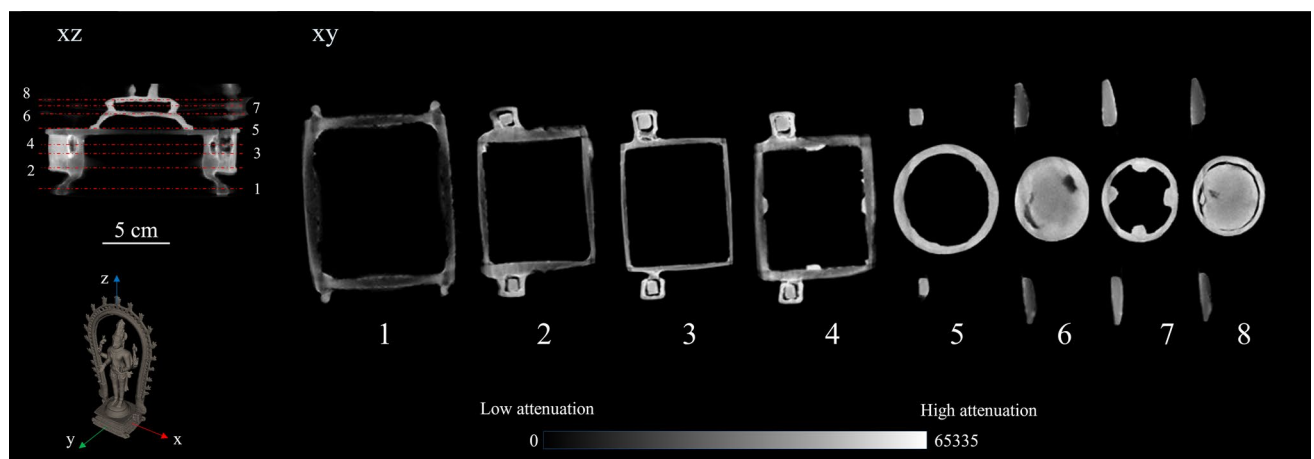 xz
xy
8
7
6
5
4
3
2
1
5 cm
z
y
x
1 2 3 4 5 6 7 8
Low attenuation
High attenuation
0
65335